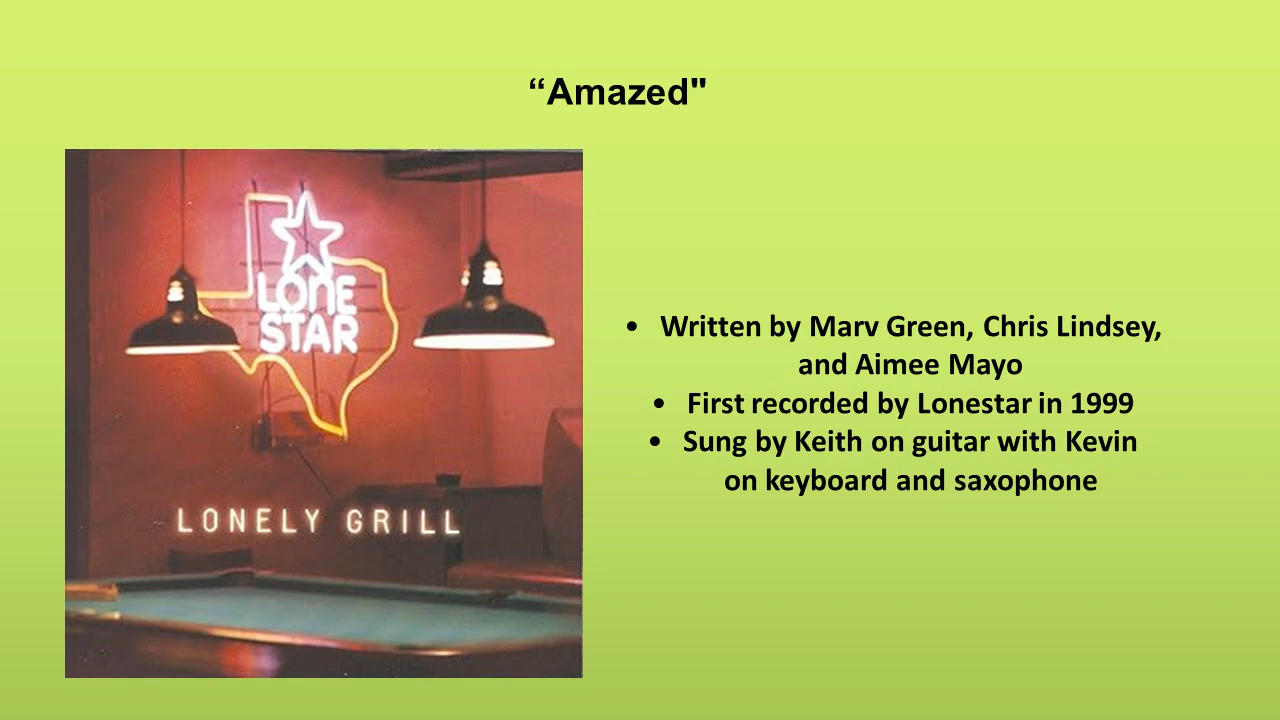 “Amazed"
LONE
STAR
LONELY GRILL
• Written by Marv Green, Chris Lindsey,
and Aimee Mayo
• First recorded by Lonestar in 1999
• Sung by Keith on guitar with Kevin
on keyboard and saxophone